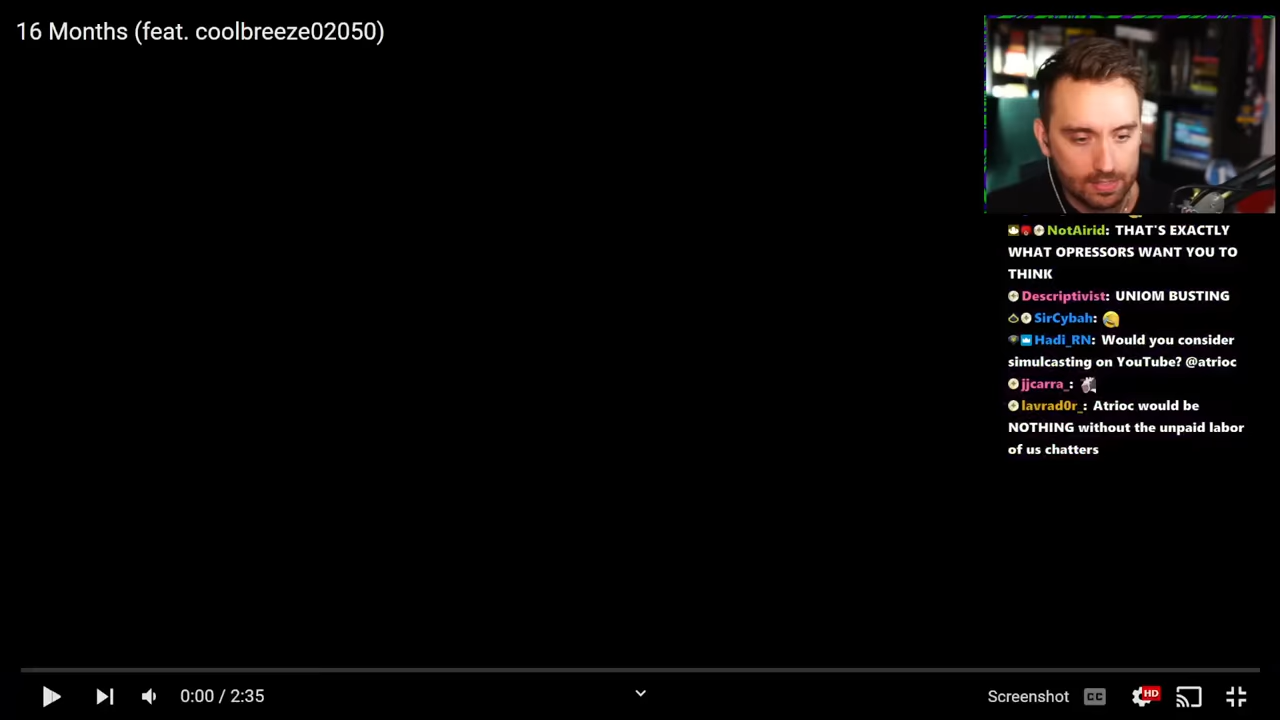 16 Months (feat. coolbreeze02050)
NotAirid: THAT'S EXACTLY
WHAT OPRESSORS WANT YOU TO
THINK
Descriptivist: UNIOM BUSTING
SirCybah:
Hadi_RN: Would you consider
simulcasting on YouTube? @atrioc
jjcarra_:
lavrad0r_: Atrioc would be
NOTHING without the unpaid labor
of us chatters
0:00 / 2:35
Screenshot
CC
HD